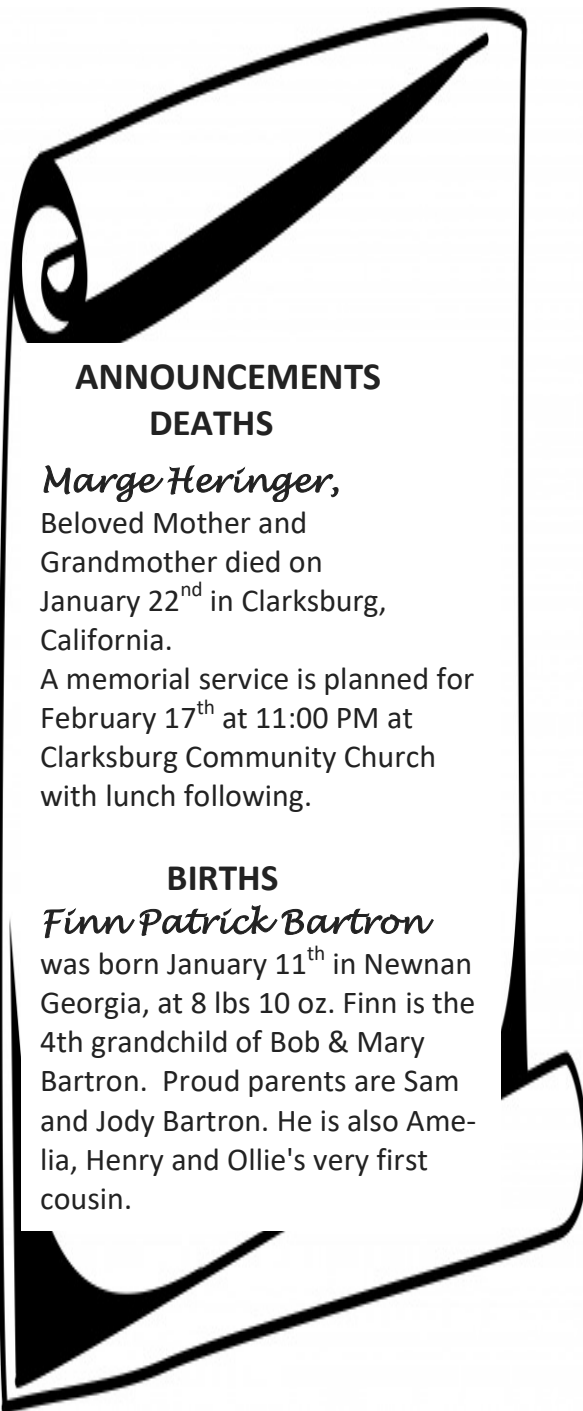 ANNOUNCEMENTS
DEATHS
Marge Heringer,
Beloved Mother and
Grandmother died on
January 22nd in Clarksburg,
California.
A memorial service is planned for
February 17th at 11:00 PM at
Clarksburg Community Church
with lunch following.
BIRTHS
Finn Patrick Bartron
was born January 11th in Newnan
Georgia, at 8 lbs 10 oz. Finn is the
4th grandchild of Bob & Mary
Bartron.  Proud parents are Sam
and Jody Bartron. He is also Ame-
lia, Henry and Ollie's very first
cousin.